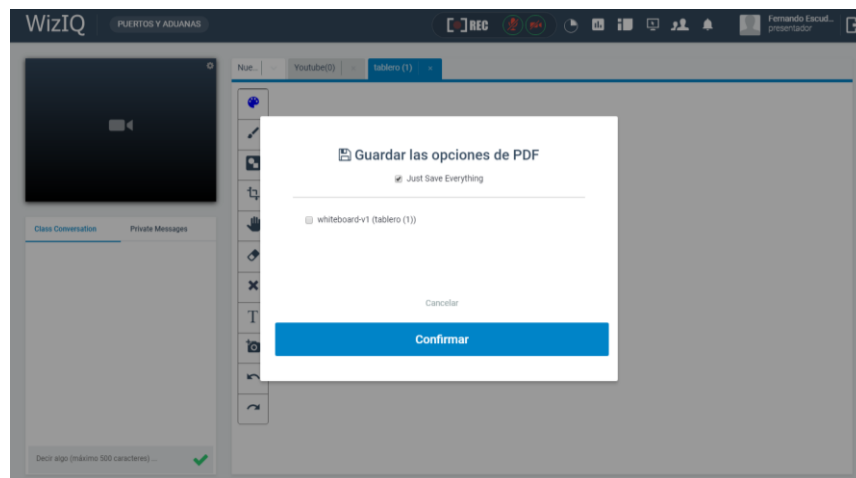 WizIQ
PUERTOS Y ADUANAS
REC
Fernando Escud..
presentador
Nue..
Youtube(0)
tablero (1)
Guardar las opciones de PDF
Just Save Everything
whiteboard-v1 (tablero (1))
Cancelar
Confirmar
Class Conversation
Private Messages
T
Decir algo (máximo 500 caracteres) ...